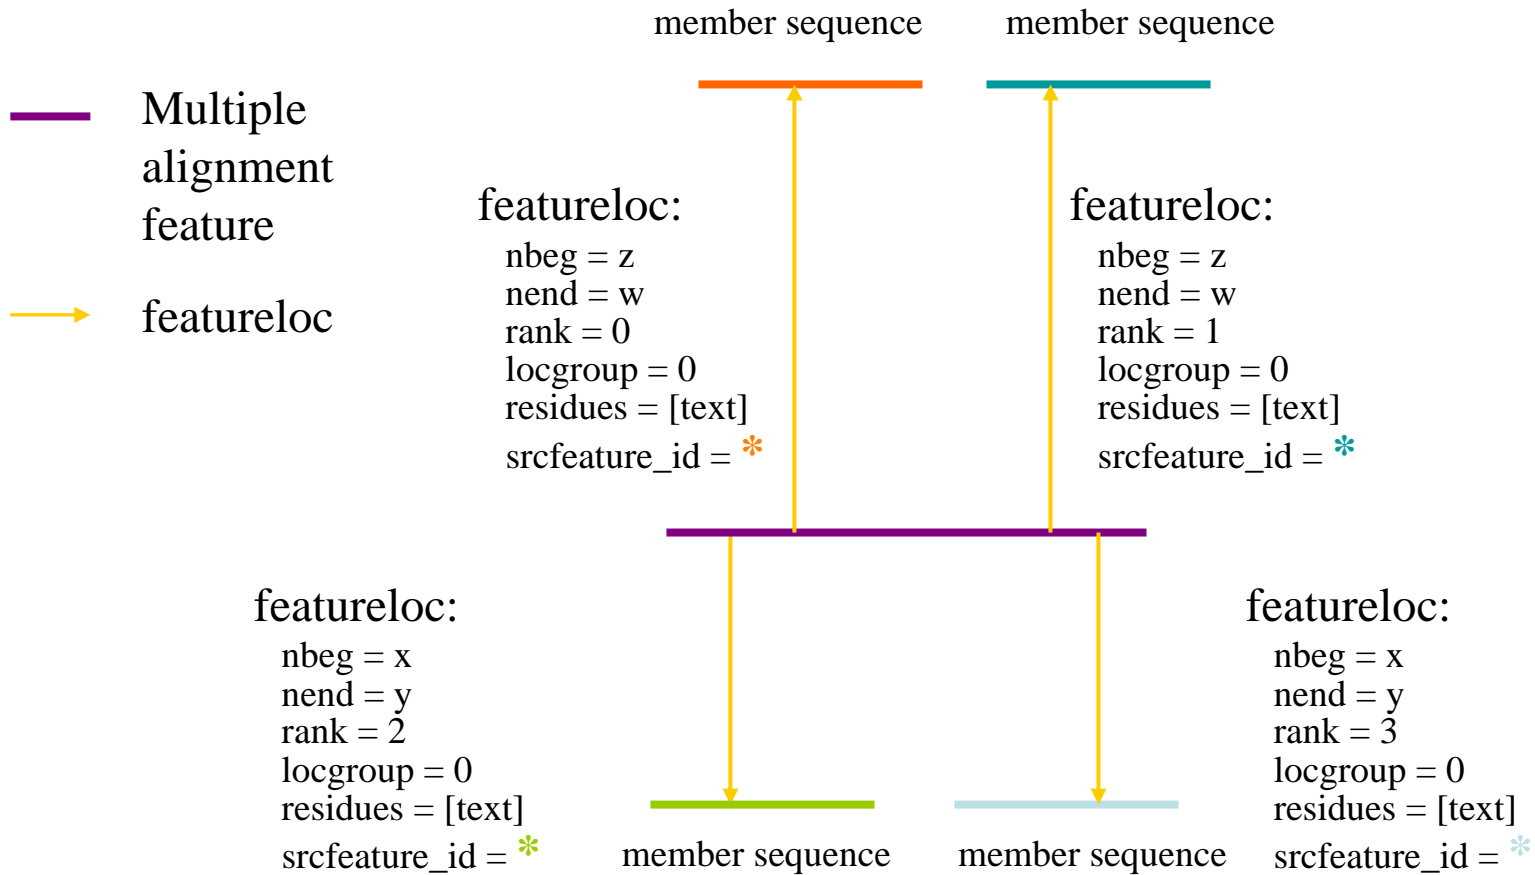 member sequence
member sequence
Multiple
alignment
feature
featureloc
featureloc:
nbeg = z
nend = w
rank = 0
locgroup = 0
residues = [text]
srcfeature_id = *
featureloc:
nbeg = z
nend = w
rank = 1
locgroup = 0
residues = [text]
srcfeature_id = *
featureloc:
nbeg = x
nend = y
rank = 2
locgroup = 0
residues = [text]
srcfeature_id = *
member sequence
member sequence
featureloc:
nbeg = x
nend = y
rank = 3
locgroup = 0
residues = [text]
srcfeature_id = *